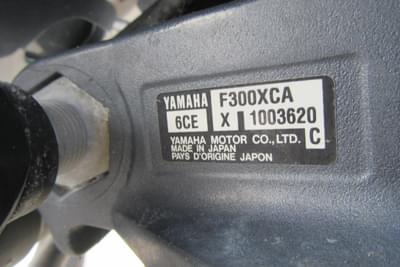 YAMAHA F300XCA
6CE X 1003620
YAMAHA MOTOR CO.,LTD. C
MADE IN JAPAN
PAYS D'ORIGINE JAPON